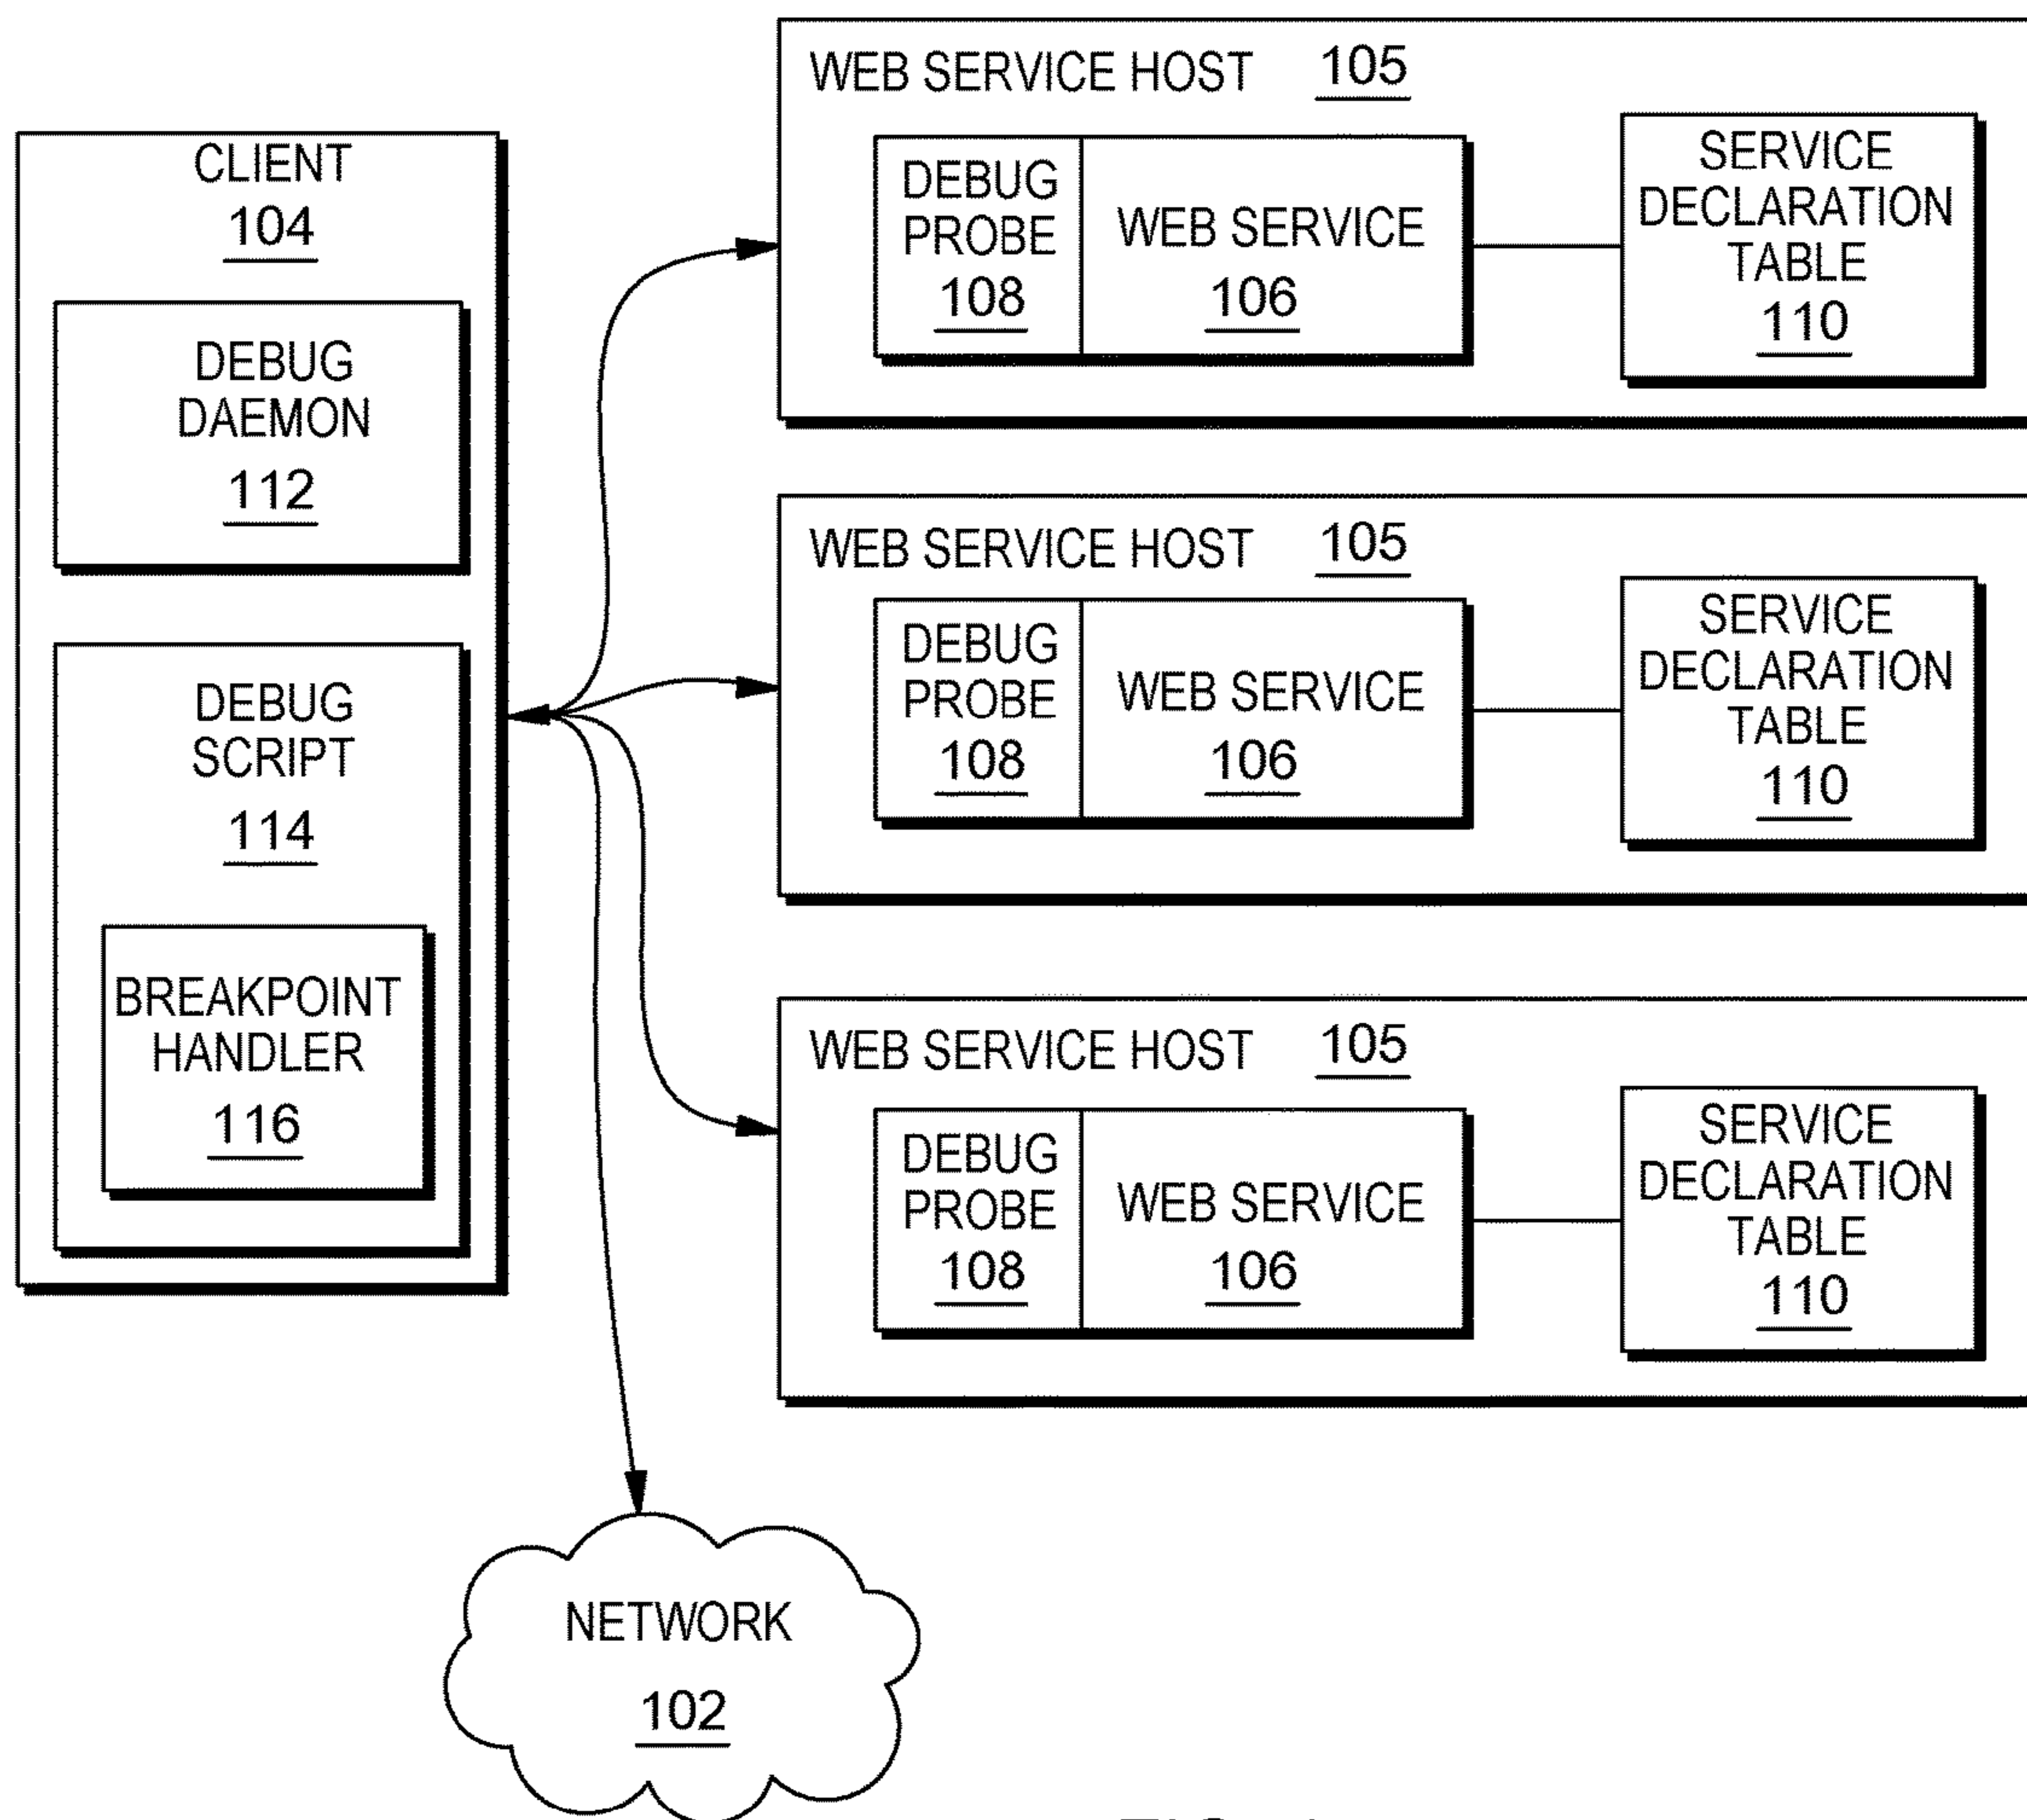 CLIENT
104
DEBUG
DAEMON
112
DEBUG
SCRIPT
114
BREAKPOINT
HANDLER
116
WEB SERVICE HOST 105
DEBUG
PROBE
108
WEB SERVICE
106
SERVICE
DECLARATION
TABLE
110
WEB SERVICE HOST 105
DEBUG
PROBE
108
WEB SERVICE
106
SERVICE
DECLARATION
TABLE
110
WEB SERVICE HOST 105
DEBUG
PROBE
108
WEB SERVICE
106
SERVICE
DECLARATION
TABLE
110
NETWORK
102